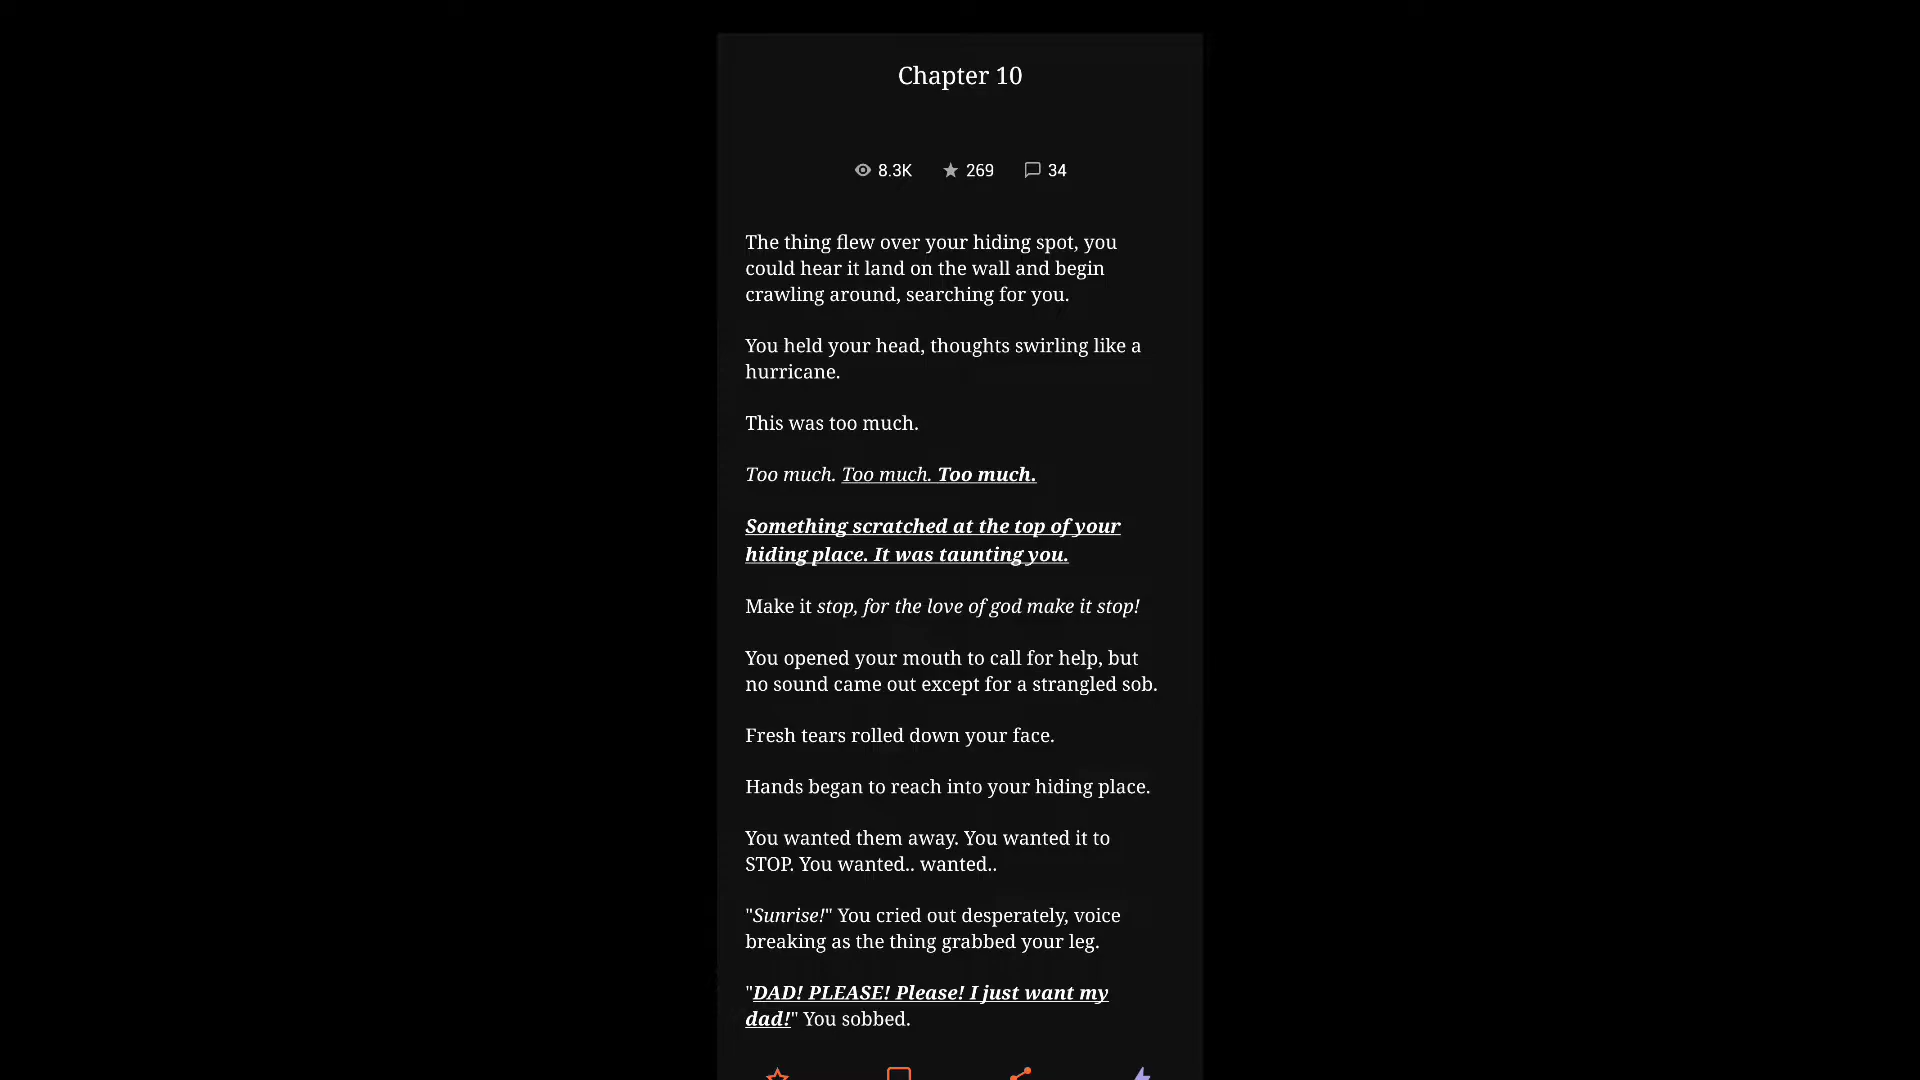 Chapter 10
8.3K 269 34
The thing flew over your hiding spot, you
could hear it land on the wall and begin
crawling around, searching for you.
You held your head, thoughts swirling like a
hurricane.
This was too much.
Too much. Too much. Too much.
Something scratched at the top of your
hiding place. It was taunting you.
Make it stop, for the love of god make it stop!
You opened your mouth to call for help, but
no sound came out except for a strangled sob.
Fresh tears rolled down your face.
Hands began to reach into your hiding place.
You wanted them away. You wanted it to
STOP. You wanted.. wanted..
"Sunrise!" You cried out desperately, voice
breaking as the thing grabbed your leg.
"DAD! PLEASE! Please! I just want my
dad!" You sobbed.